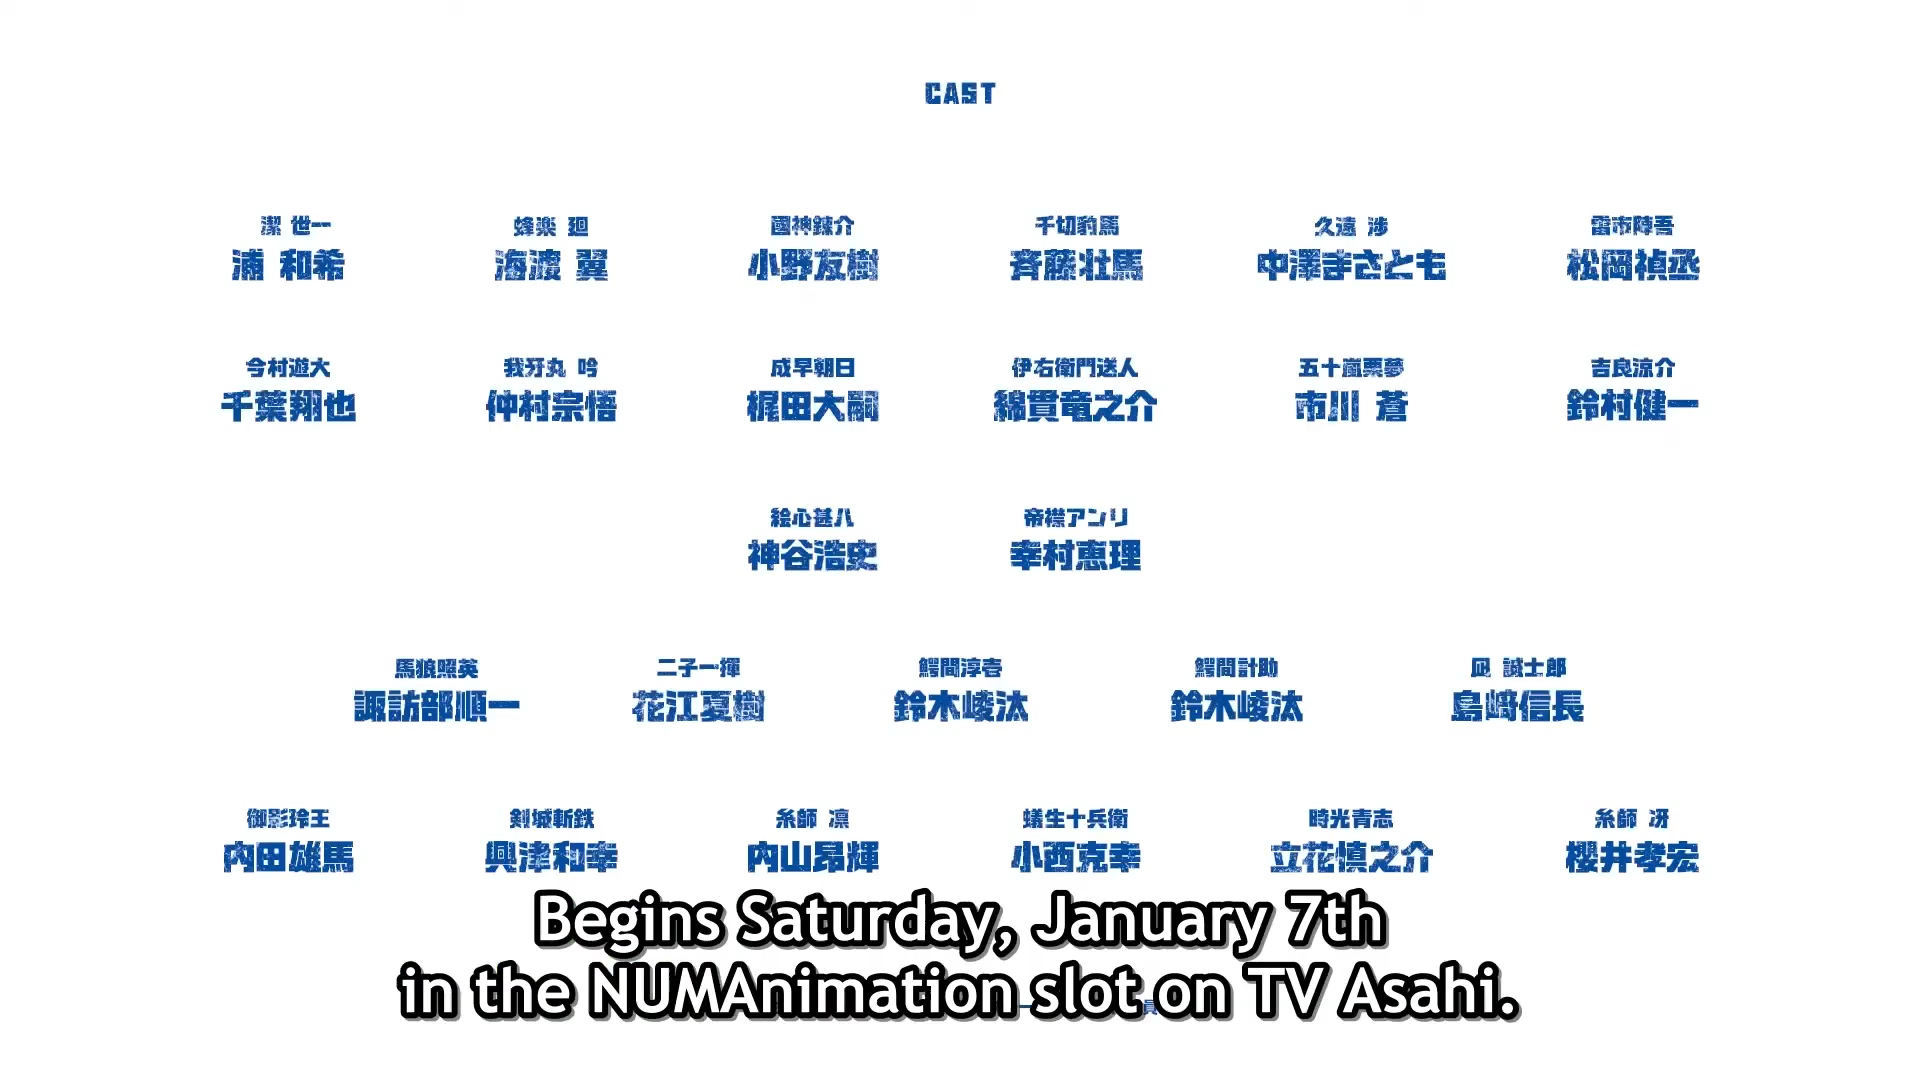 CAST
潔 世一 蜂楽 廻 國神錬介 千切豹馬 久遠 渉 雷市陣吾
浦 和希 海渡 翼 小野友樹 斉藤壮馬 中澤まさとも 松岡禎丞
今村遊大 我牙丸 吟 成早朝日 伊右衛門送人 五十嵐栗夢 吉良涼介
千葉翔也 仲村宗悟 梶田大嗣 綿貫竜之介 市川 蒼 鈴村健一
絵心甚八 帝襟アンリ
神谷浩史 幸村恵理
馬狼照英 二子一揮 鰐間淳壱 鰐間計助 凪 誠士郎
諏訪部順一 花江夏樹 鈴木崚汰 鈴木崚汰 島﨑信長
御影玲王 剣城斬鉄 糸師 凛 蟻生十兵衛 時光青志 糸師 冴
内田雄馬 興津和幸 内山昂輝 小西克幸 立花慎之介 櫻井孝宏
Begins Saturday, January 7th
in the NUMAnimation slot on TV Asahi.